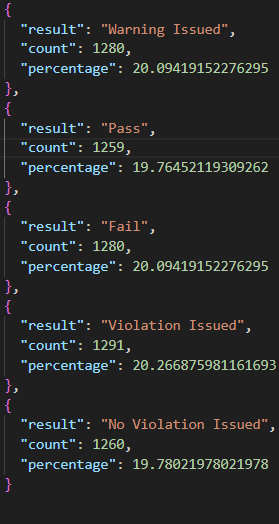 {
"result": "Warning Issued",
"count": 1280,
"percentage": 20.09419152276295
},
{
"result": "Pass",
"count": 1259,
"percentage": 19.76452119309262
},
{
"result": "Fail",
"count": 1280,
"percentage": 20.09419152276295
},
{
"result": "Violation Issued",
"count": 1291,
"percentage": 20.266875981161693
},
{
"result": "No Violation Issued",
"count": 1260,
"percentage": 19.78021978021978
}